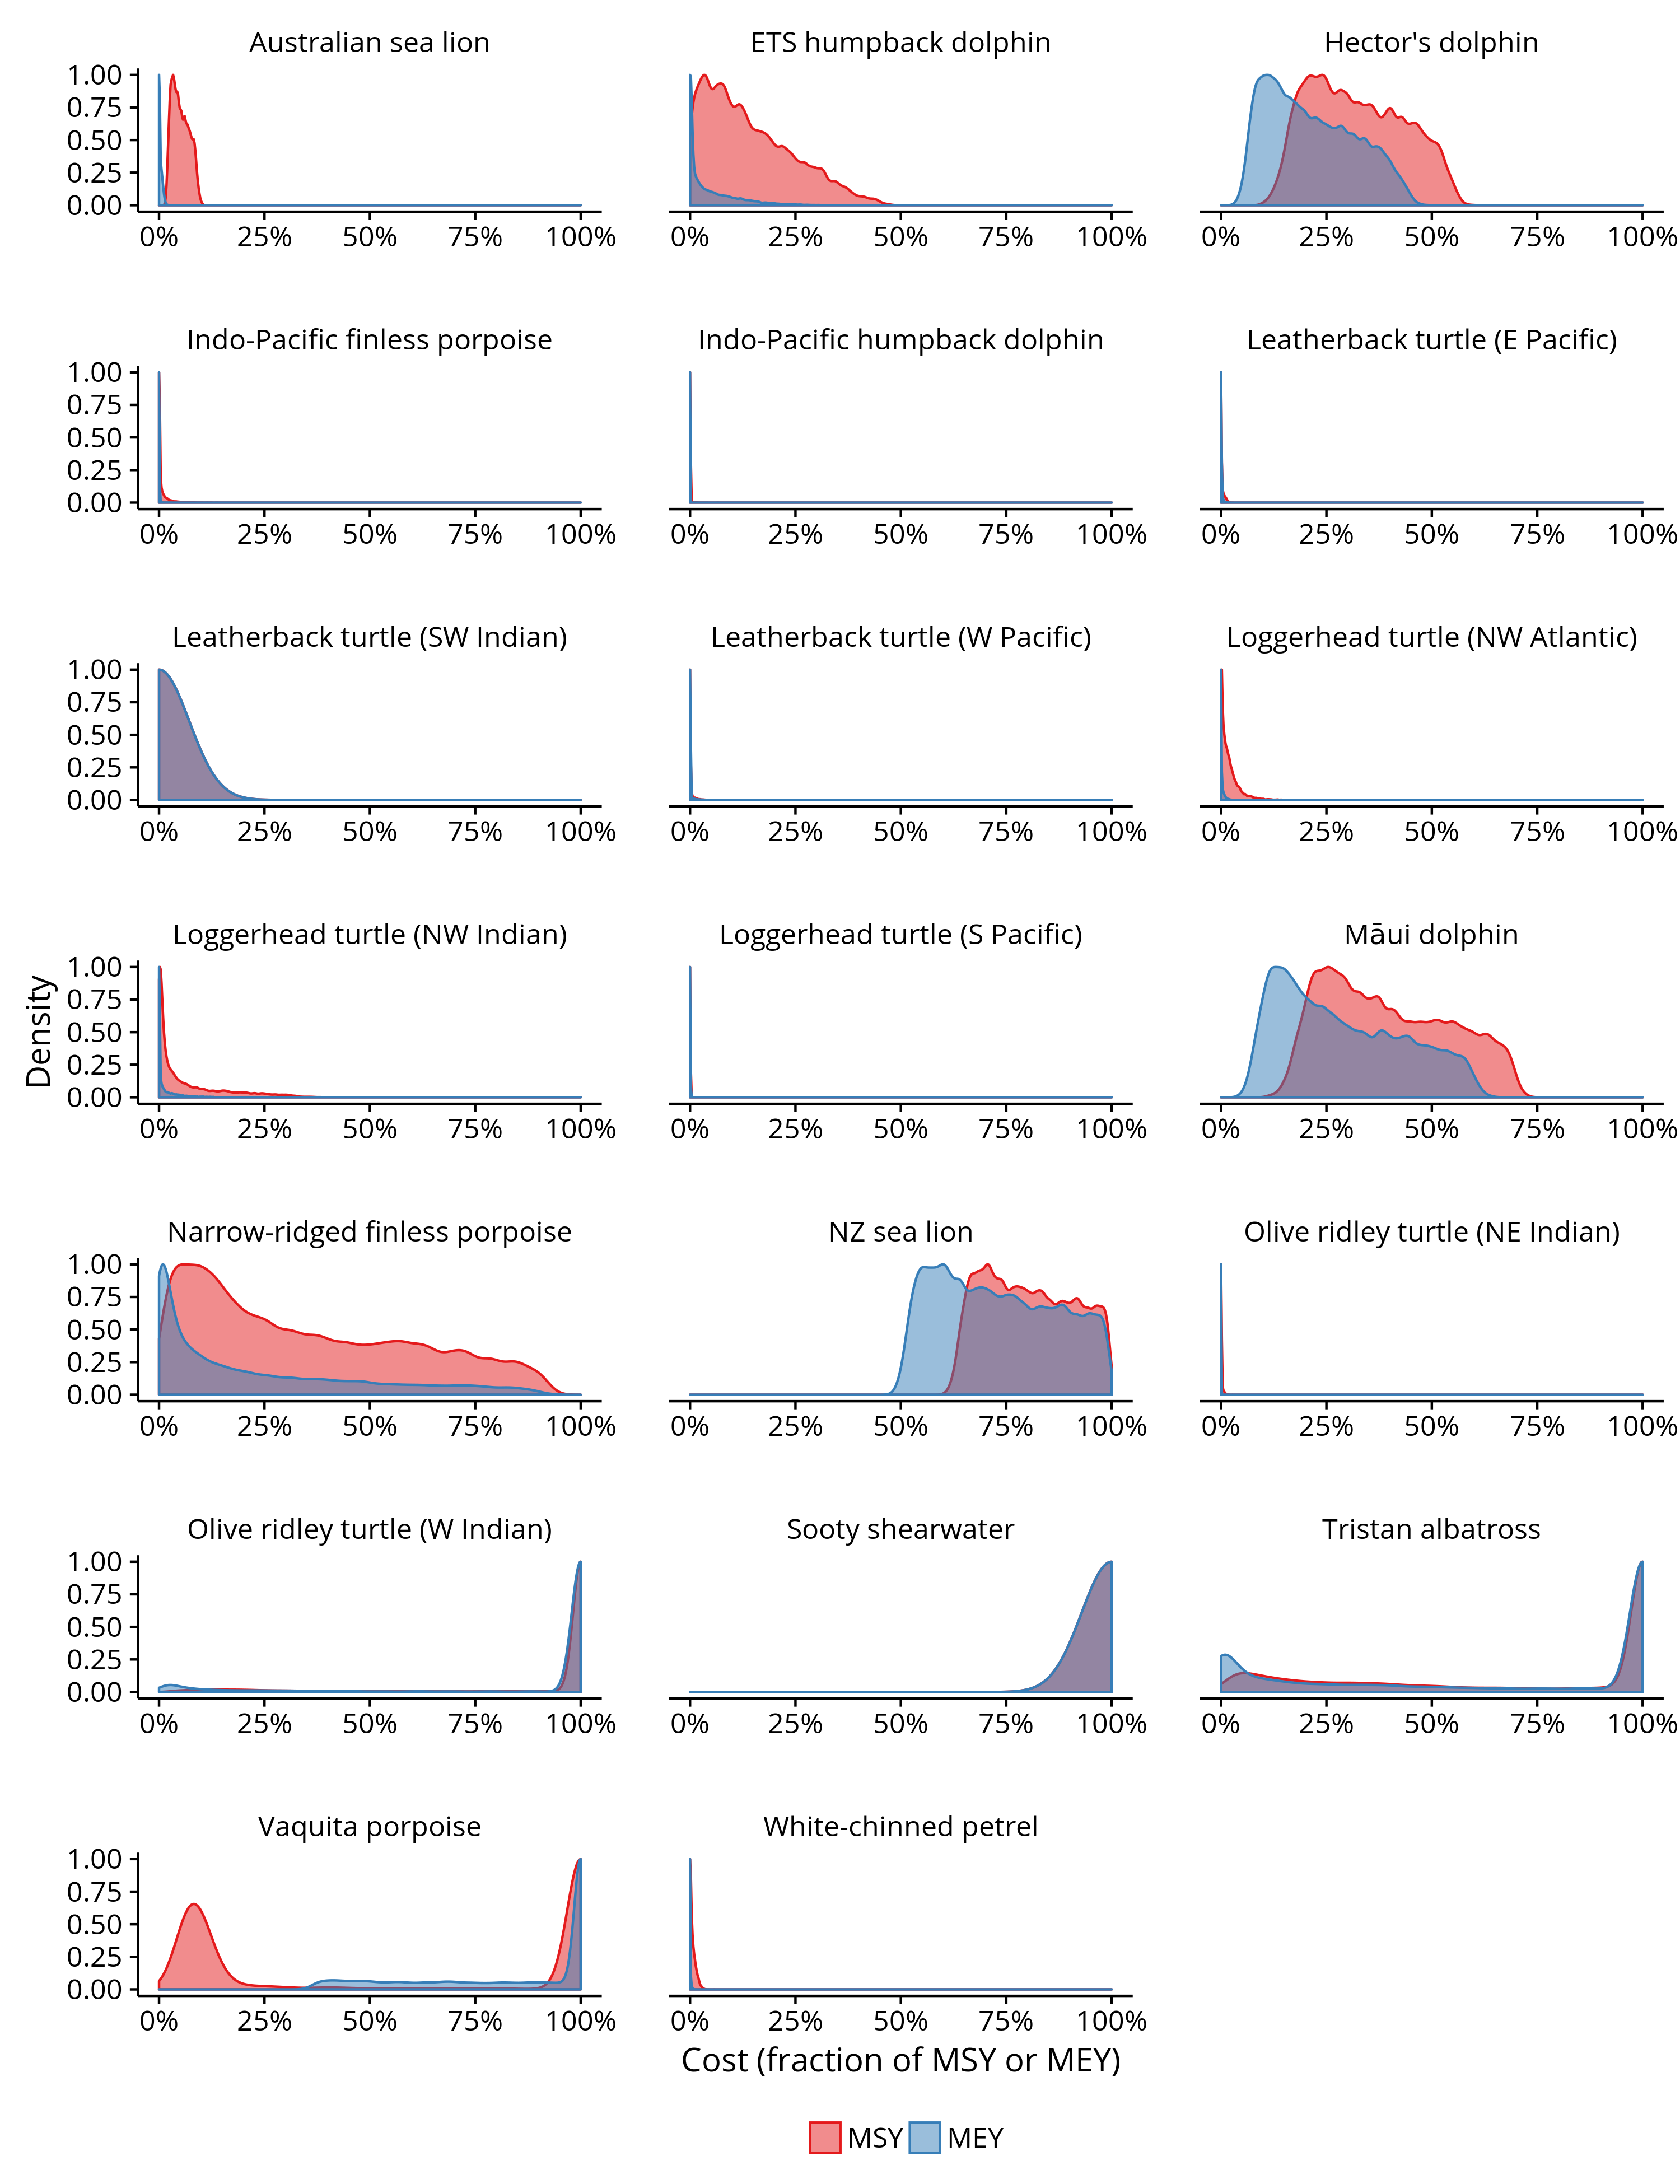 Australian sea lion
ETS humpback dolphin
Hector's dolphin
1.00
0.75
0.50
0.25
0.00
0% 25% 50% 75% 100%
0% 25% 50% 75% 100%
0% 25% 50% 75% 100%
Indo-Pacific finless porpoise
Indo-Pacific humpback dolphin
Leatherback turtle (E Pacific)
1.00
0.75
0.50
0.25
0.00
0% 25% 50% 75% 100%
0% 25% 50% 75% 100%
0% 25% 50% 75% 100%
Leatherback turtle (SW Indian)
Leatherback turtle (W Pacific)
Loggerhead turtle (NW Atlantic)
1.00
0.75
0.50
0.25
0.00
0% 25% 50% 75% 100%
0% 25% 50% 75% 100%
0% 25% 50% 75% 100%
Loggerhead turtle (NW Indian)
Loggerhead turtle (S Pacific)
Māui dolphin
Density
1.00
0.75
0.50
0.25
0.00
0% 25% 50% 75% 100%
0% 25% 50% 75% 100%
0% 25% 50% 75% 100%
Narrow-ridged finless porpoise
NZ sea lion
Olive ridley turtle (NE Indian)
1.00
0.75
0.50
0.25
0.00
0% 25% 50% 75% 100%
0% 25% 50% 75% 100%
0% 25% 50% 75% 100%
Olive ridley turtle (W Indian)
Sooty shearwater
Tristan albatross
1.00
0.75
0.50
0.25
0.00
0% 25% 50% 75% 100%
0% 25% 50% 75% 100%
0% 25% 50% 75% 100%
Vaquita porpoise
White-chinned petrel
1.00
0.75
0.50
0.25
0.00
0% 25% 50% 75% 100%
0% 25% 50% 75% 100%
Cost (fraction of MSY or MEY)
MSY MEY